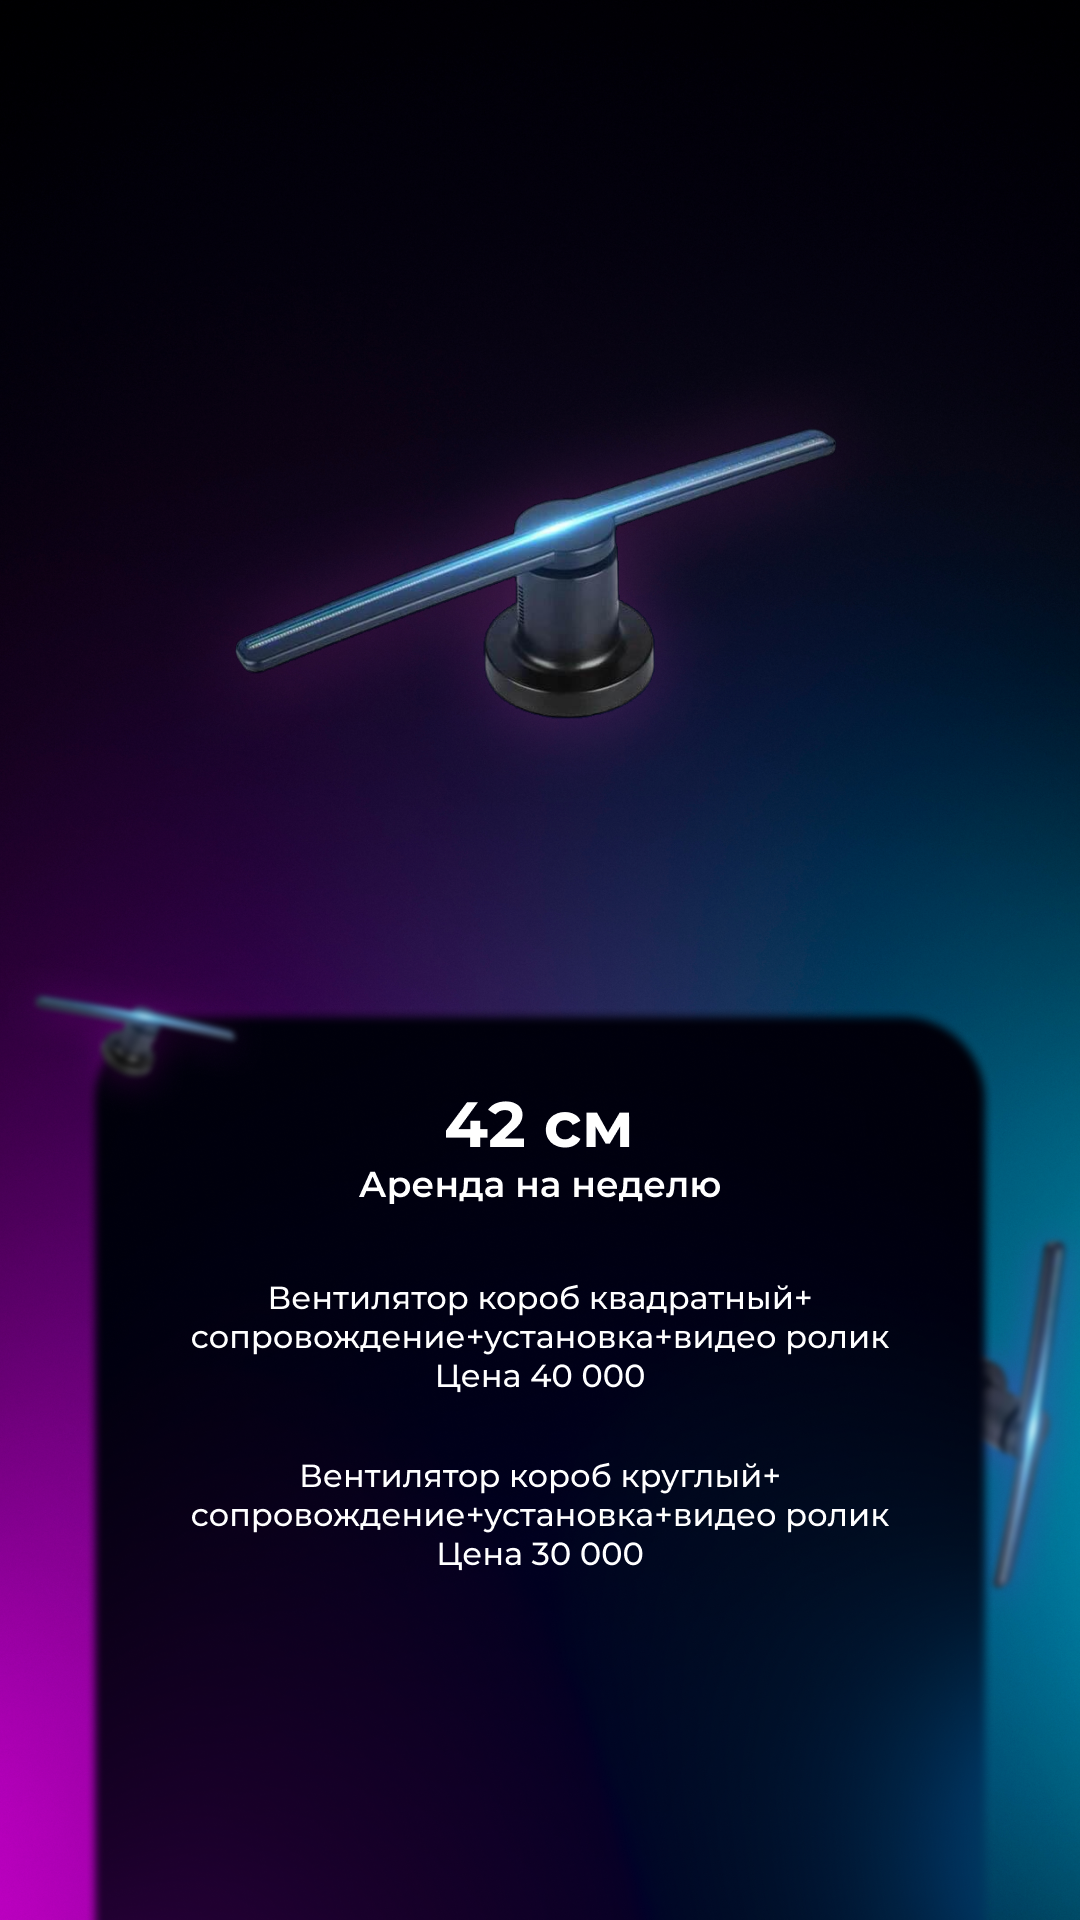 42 см
Аренда на неделю
Вентилятор короб квадратный+
сопровождение+установка+видео ролик
Цена 40 000
Вентилятор короб круглый+
сопровождение+установка+видео ролик
Цена 30 000